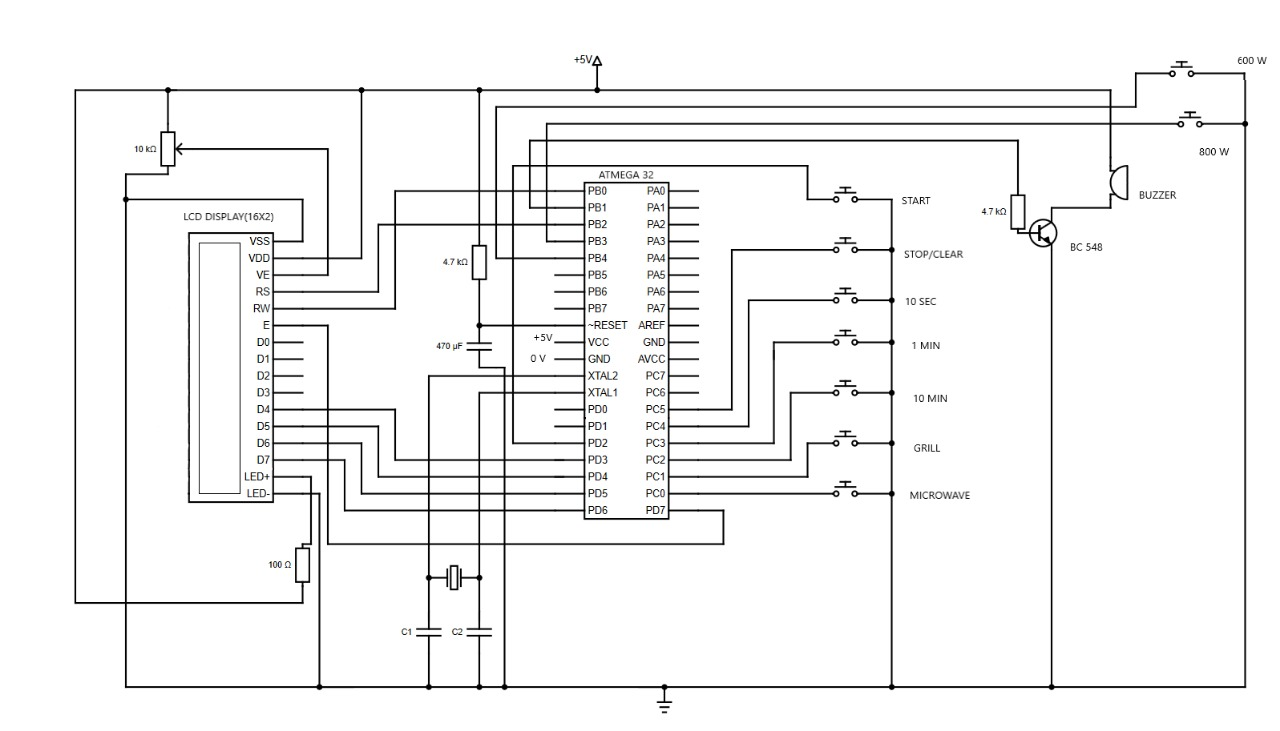 +5V
600 W
10 kΩ
800 W
ATMEGA 32
LCD DISPLAY(16X2)
PB0 PA0
PB1 PA1
PB2 PA2
PB3 PA3
PB4 PA4
PB5 PA5
PB6 PA6
PB7 PA7
~RESET AREF
VCC GND
GND AVCC
XTAL2 PC7
XTAL1 PC6
PD0 PC5
PD1 PC4
PD2 PC3
PD3 PC2
PD4 PC1
PD5 PC0
PD6 PD7
VSS
VDD
VE
RS
RW
E
D0
D1
D2
D3
D4
D5
D6
D7
LED+
LED-
4.7 kΩ
470 µF
+5V
0 V
100 Ω
C1
C2
START
STOP/CLEAR
10 SEC
1 MIN
10 MIN
GRILL
MICROWAVE
4.7 kΩ
BUZZER
BC 548